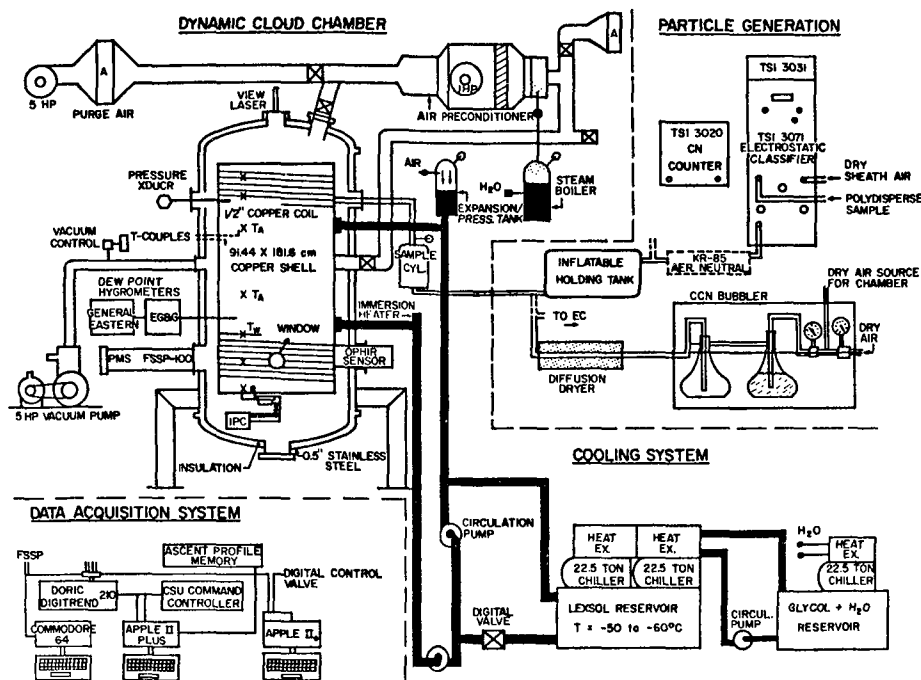 DYNAMIC CLOUD CHAMBER
5 HP
A
PURGE AIR
VIEW
LASER
1HP
AIR PRECONDITIONER
A
PRESSURE
XDUCR
VACUUM
CONTROL
T-COUPLES
DEW POINT
HYGROMETERS
GENERAL
EASTERN
EG&G
PMS FSSP-100
5 HP VACUUM PUMP
1/2" COPPER COIL
TA
91.44 X 181.6 cm
COPPER SHELL
TA
TW
WINDOW
OPHIR
SENSOR
IPC
INSULATION
0.5" STAINLESS
STEEL
AIR
EXPANSION/
PRESS TANK
H2O
STEAM
BOILER
SAMPLE
CYL.
IMMERSION
HEATER
PARTICLE GENERATION
TSI 3031
TSI 3020
CN
COUNTER
TSI 3071
ELECTROSTATIC
CLASSIFIER
DRY
SHEATH AIR
POLYDISPERSE
SAMPLE
INFLATABLE
HOLDING TANK
KR-85
AER NEUTRAL
TO EC
DIFFUSION
DRYER
CCN BUBBLER
DRY AIR SOURCE
FOR CHAMBER
DRY
AIR
COOLING SYSTEM
CIRCULATION
PUMP
DIGITAL
VALVE
HEAT
EX.
HEAT
EX.
22.5 TON
CHILLER
22.5 TON
CHILLER
LEXSOL RESERVOIR
T = -50 to -60°C
CIRCUL.
PUMP
H2O
HEAT
EX.
22.5 TON
CHILLER
GLYCOL + H2O
RESERVOIR
DATA ACQUISITION SYSTEM
FSSP
ASCENT PROFILE
MEMORY
DIGITAL CONTROL
VALVE
DORIC
DIGITREND 210
CSU COMMAND
CONTROLLER
COMMODORE
64
APPLE II
PLUS
APPLE IIe